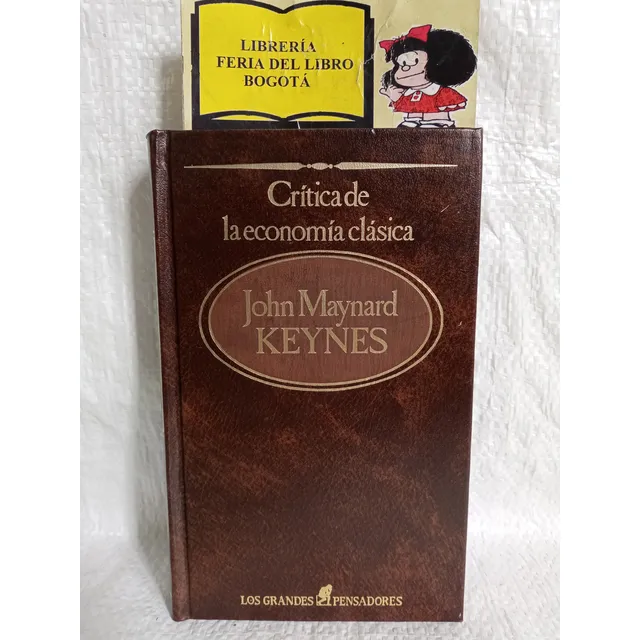 LIBRERÍA
FERIA DEL LIBRO
BOGOTÁ
Crítica de
la economía clásica
John Maynard
KEYNES
LOS GRANDES PENSADORES